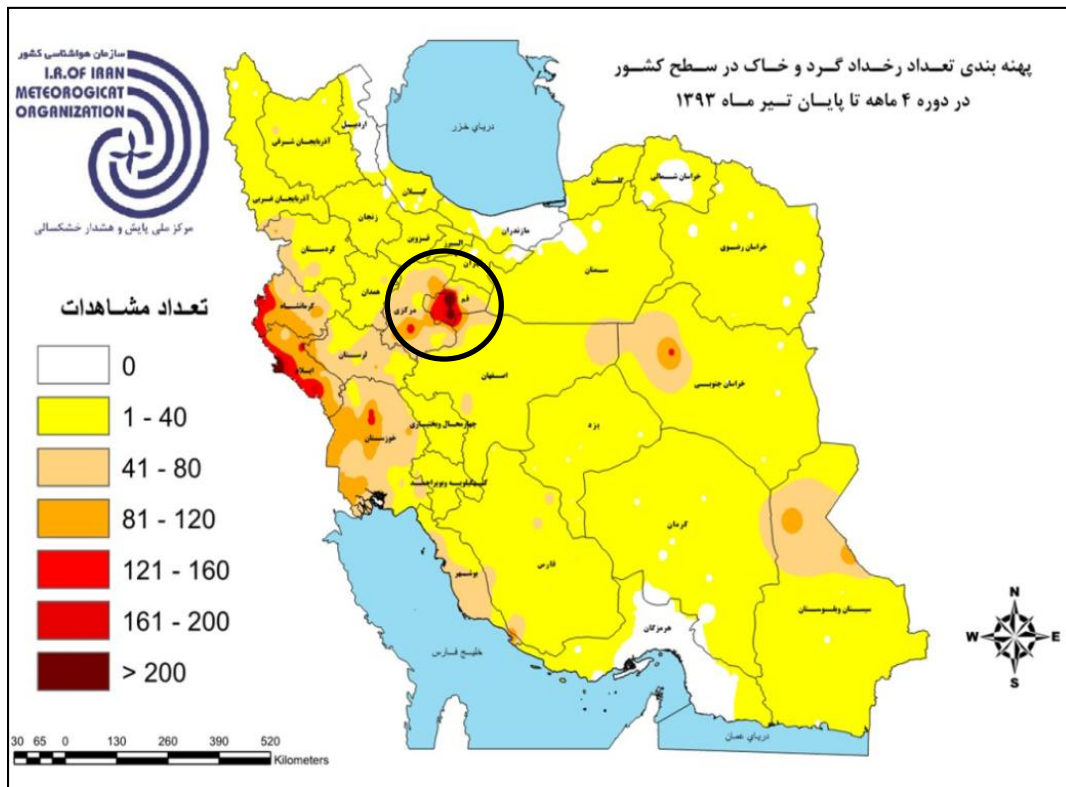 سازمان هواشناسی کشور
I.R.OF IRAN
METEOROGICAT
ORGANIZATION
مرکز ملی پایش و هشدار خشکسالی
پهنه بندی تعداد رخداد گرد و خاک در سطح کشور
در دوره ۴ ماهه تا پایان تیر ماه ۱۳۹۳
دریای خزر
اردبیل
آذربایجان شرقی
آذربایجان غربی
گیلان
زنجان
قزوین
البرز
تهران
مازندران
گلستان
خراسان شمالی
خراسان رضوی
سمنان
کردستان
همدان
قم
مرکزی
کرمانشاه
لرستان
ایلام
اصفهان
خراسان جنوبی
یزد
چهارمحال وبختیاری
خوزستان
کهگیلویه وبویراحمد
کرمان
فارس
بوشهر
هرمزگان
سیستان وبلوچستان
خلیج فارس
دریای عمان
تعداد مشاهدات
0
1 - 40
41 - 80
81 - 120
121 - 160
161 - 200
> 200
N
W E
S
30 65 0 130 260 390 520
Kilometers